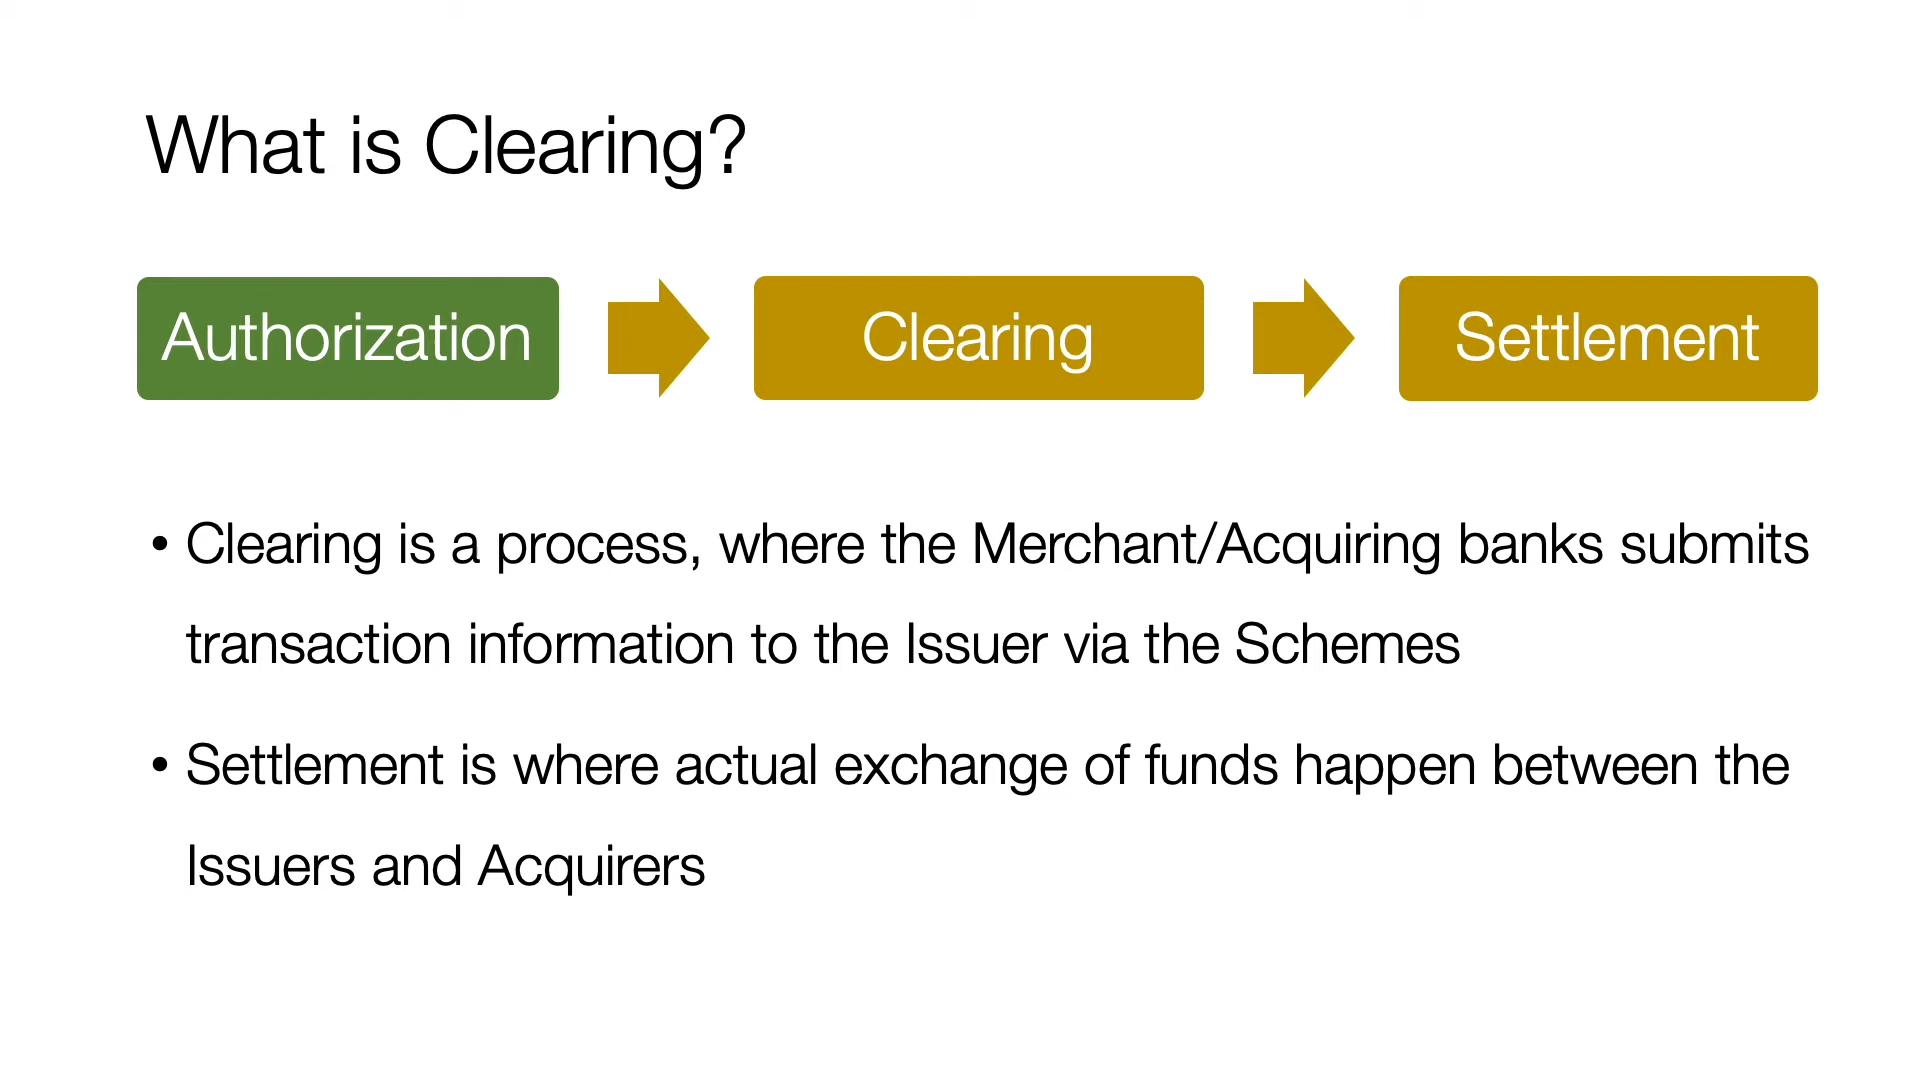 What is Clearing?
Authorization
Clearing
Settlement
• Clearing is a process, where the Merchant/Acquiring banks submits
transaction information to the Issuer via the Schemes
• Settlement is where actual exchange of funds happen between the
Issuers and Acquirers